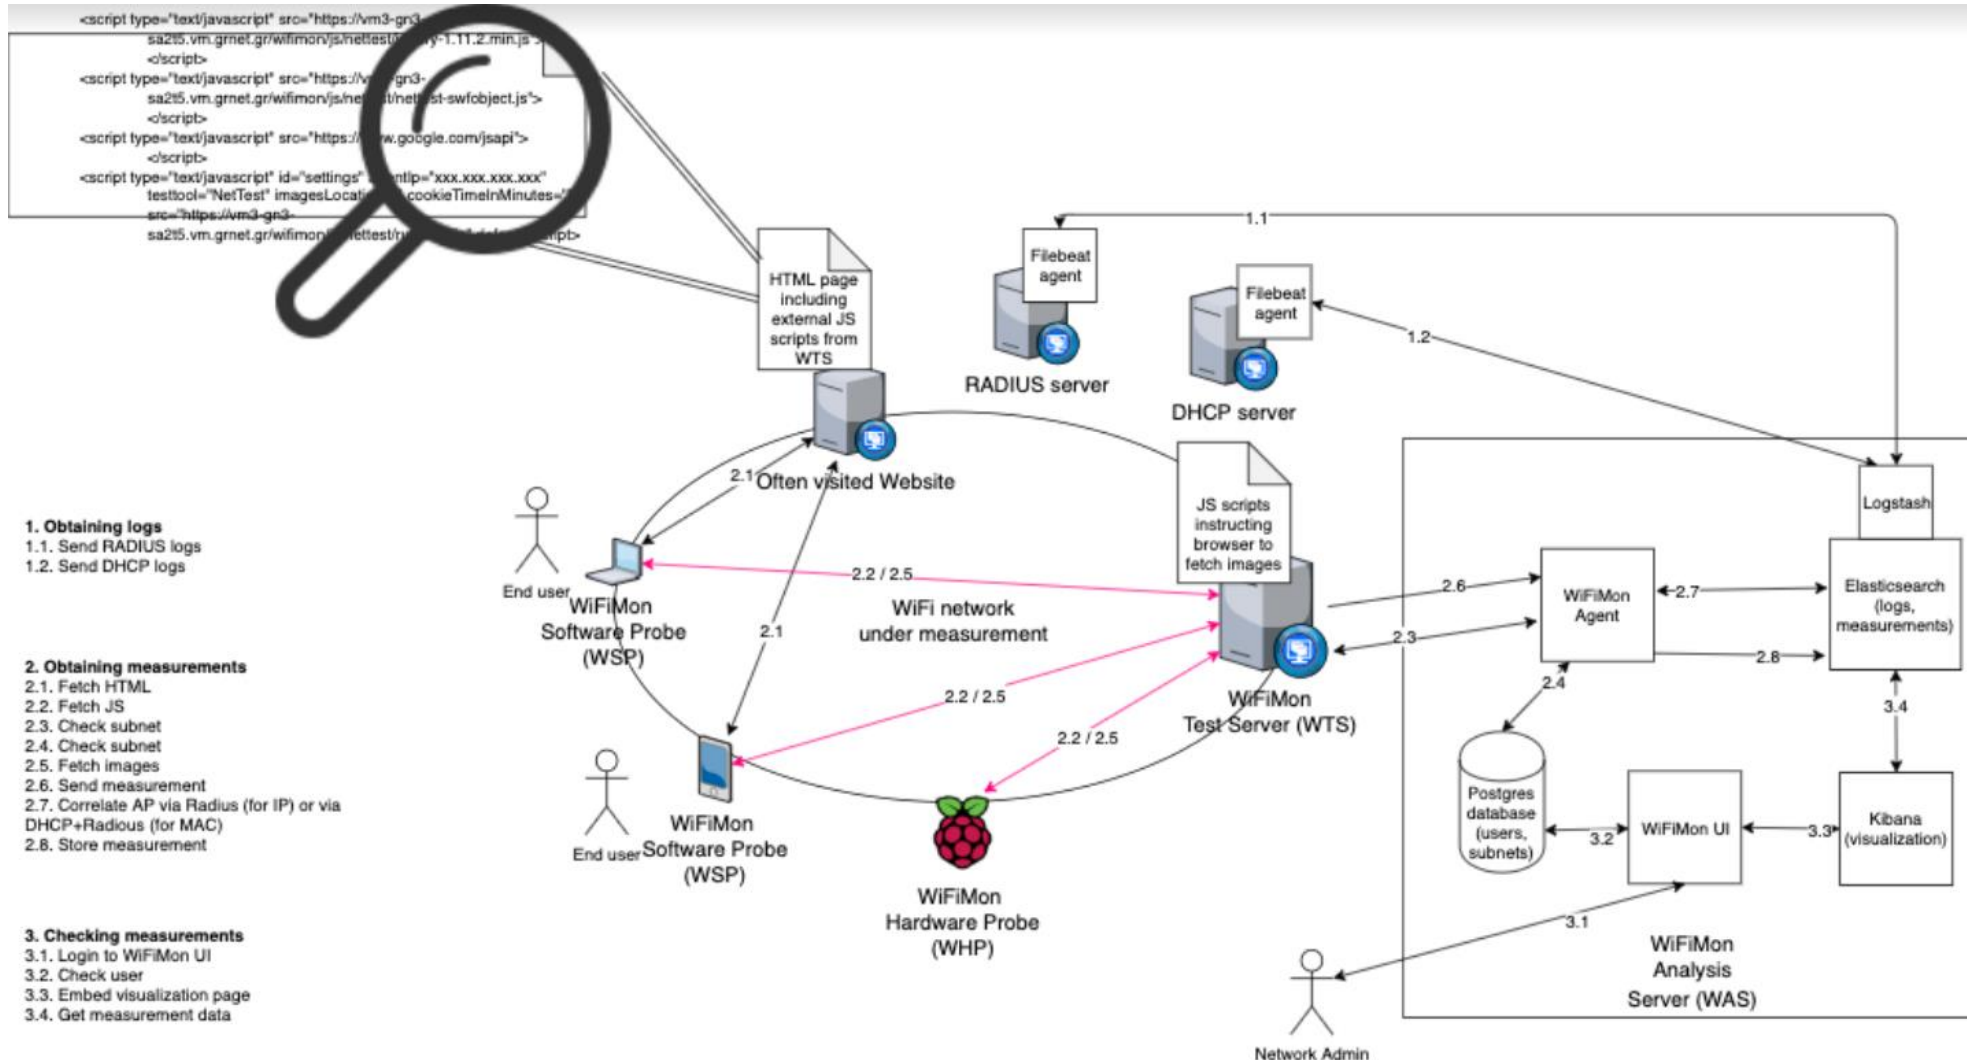 <script type="text/javascript" src="https://vm3-gn3-
sa2t5.vm.grnet.gr/wifimon/js/nettest/ry-1.11.2.min.js">
</script>
<script type="text/javascript" src="https://gn3-
sa2t5.vm.grnet.gr/wifimon/js/swfobject.js">
</script>
<script type="text/javascript" src="https://w.google.com/jsapi">
</script>
<script type="text/javascript" id="settings" ntIp="xxx.xxx.xxx.xxx"
testtool="NetTest" cookieTimeInMinutes="
src="https://vm3-gn3-
sa2t5.vm.grnet.gr/wifimon/
HTML page
including
external JS
scripts from
WTS
Often visited Website
Filebeat
agent
RADIUS server
Filebeat
agent
DHCP server
1.1
1.2
1. Obtaining logs
1.1. Send RADIUS logs
1.2. Send DHCP logs
2. Obtaining measurements
2.1. Fetch HTML
2.2. Fetch JS
2.3. Check subnet
2.4. Check subnet
2.5. Fetch images
2.6. Send measurement
2.7. Correlate AP via Radius (for IP) or via
DHCP+Radious (for MAC)
2.8. Store measurement
3. Checking measurements
3.1. Login to WiFiMon UI
3.2. Check user
3.3. Embed visualization page
3.4. Get measurement data
End user
WiFiMon
Software Probe
(WSP)
2.1
2.1
2.2 / 2.5
WiFi network
under measurement
2.2 / 2.5
2.2 / 2.5
End user
WiFiMon
Software Probe
(WSP)
WiFiMon
Hardware Probe
(WHP)
JS scripts
instructing
browser to
fetch images
WiFiMon
Test Server (WTS)
2.6
2.3
WiFiMon
Agent
2.7
2.8
Logstash
Elasticsearch
(logs,
measurements)
2.4
3.4
Postgres
database
(users,
subnets)
3.2
WiFiMon UI
3.3
Kibana
(visualization)
3.1
WiFiMon
Analysis
Server (WAS)
Network Admin